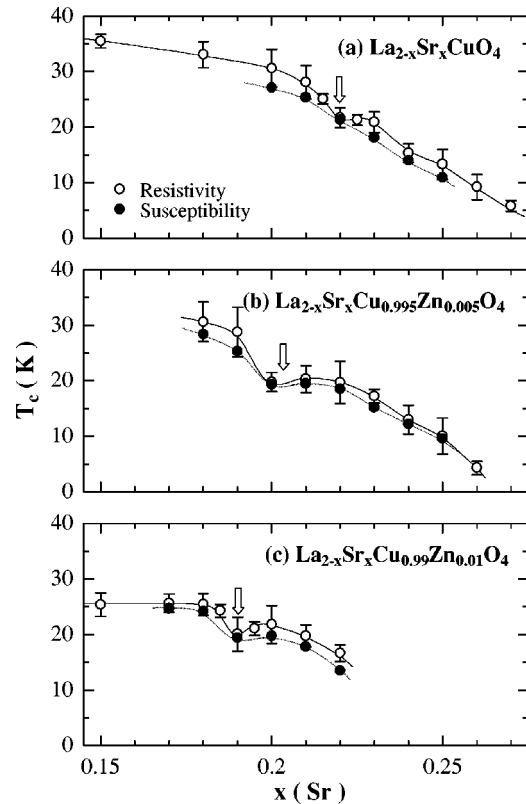 (a) La2-xSrxCuO4
40
30
20
10
0
Resistivity
Susceptibility
(b) La2-xSrxCu0.995Zn0.005O4
40
30
20
10
0
Tc ( K )
(c) La2-xSrxCu0.99Zn0.01O4
40
30
20
10
0
0.15 0.2 0.25
x ( Sr )